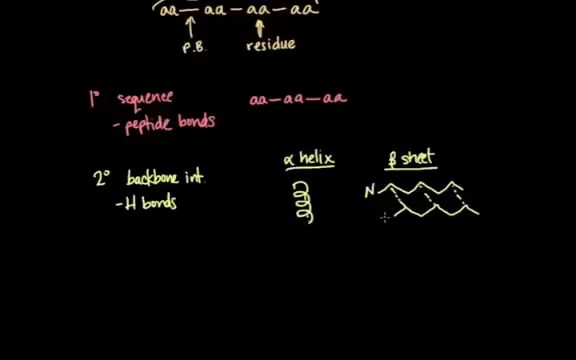 aa — aa — aa — aa
P.B. residue
1° sequence aa—aa—aa
- peptide bonds
α helix β sheet
2° backbone int. N
- H bonds